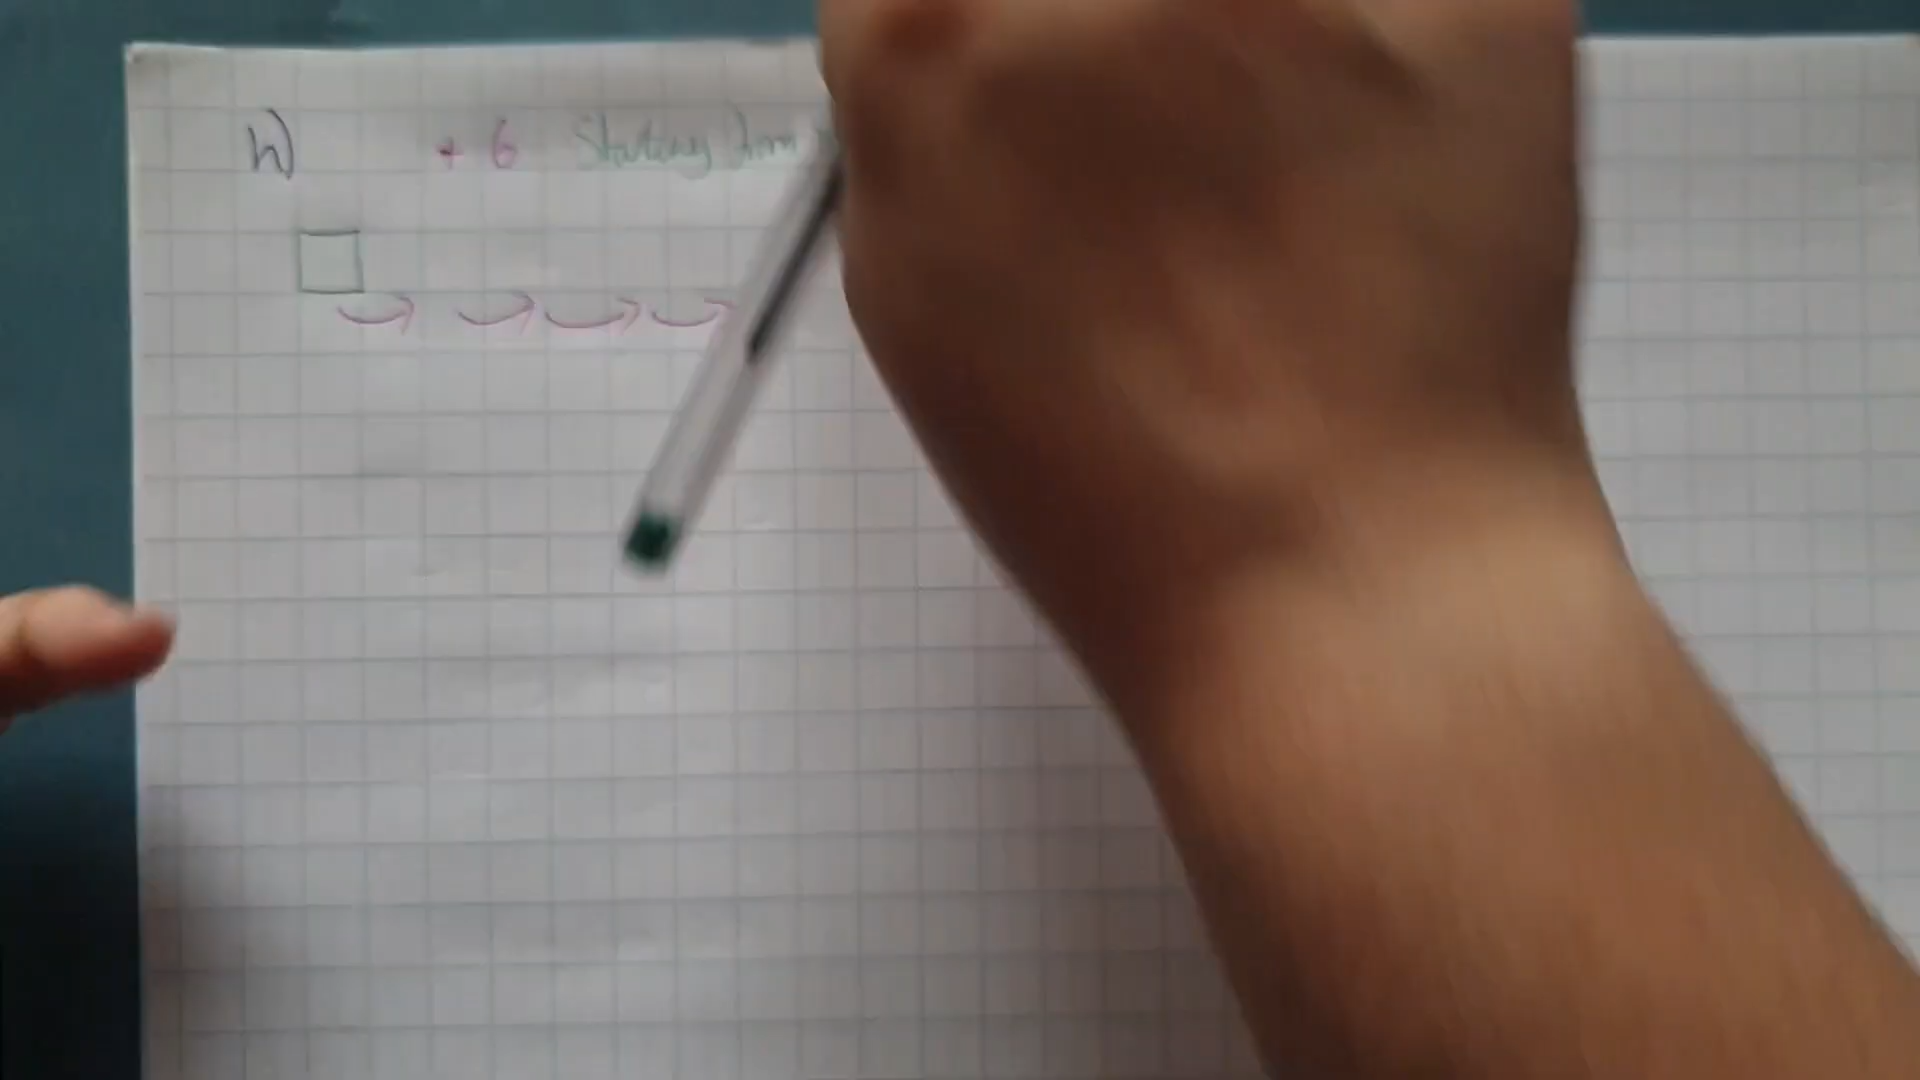 h) + 6 Starting from